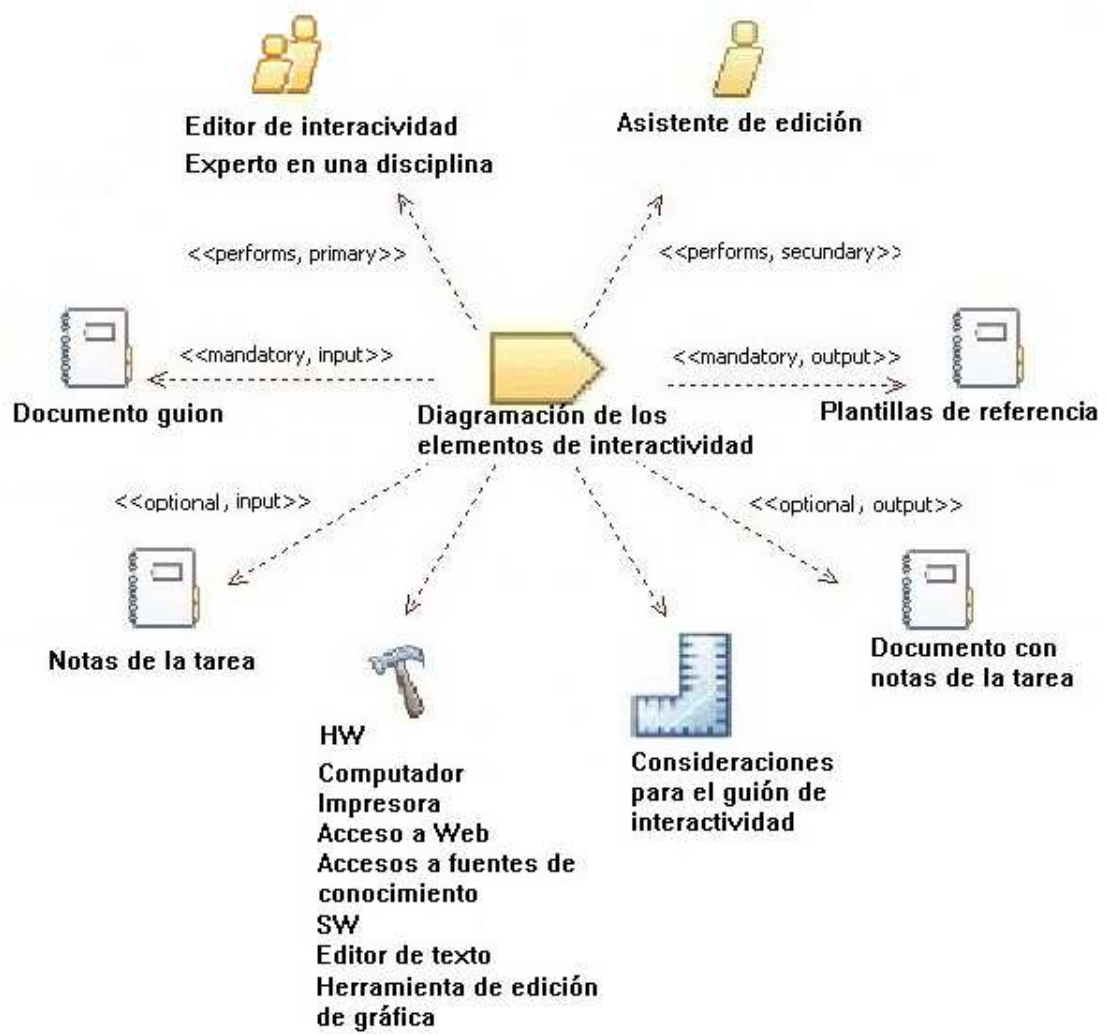 Editor de interacividad
Experto en una disciplina
Asistente de edición
<<performs, primary>>
<<performs, secundary>>
<<mandatory, input>>
<<mandatory, output>>
Documento guion
Diagramación de los
elementos de interactividad
Plantillas de referencia
<<optional, input>>
<<optional, output>>
Notas de la tarea
Documento con
notas de la tarea
HW
Computador
Impresora
Acceso a Web
Accesos a fuentes de
conocimiento
SW
Editor de texto
Herramienta de edición
de gráfica
Consideraciones
para el guión de
interactividad